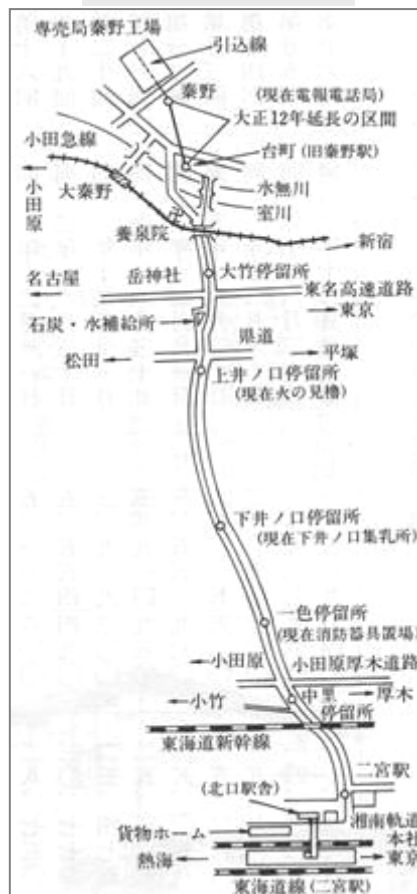 専売局秦野工場
引込線
秦野
(現在電報電話局)
大正12年延長の区間
小田急線
台町(旧秦野駅)
小田原
大秦野
水無川
室川
養泉院
新宿
名古屋
岳神社
大竹停留所
東名高速道路
東京
石炭・水補給所
県道
松田
平塚
上井ノ口停留所
(現在火の見櫓)
下井ノ口停留所
(現在下井ノ口集乳所)
一色停留所
(現在消防器具置場)
小田原
小田原厚木道路
小竹
中里
停留所
厚木
東海道新幹線
二宮駅
(北口駅舎)
湘南軌道
本社
貨物ホーム
熱海
東京
東海道線(二宮駅)